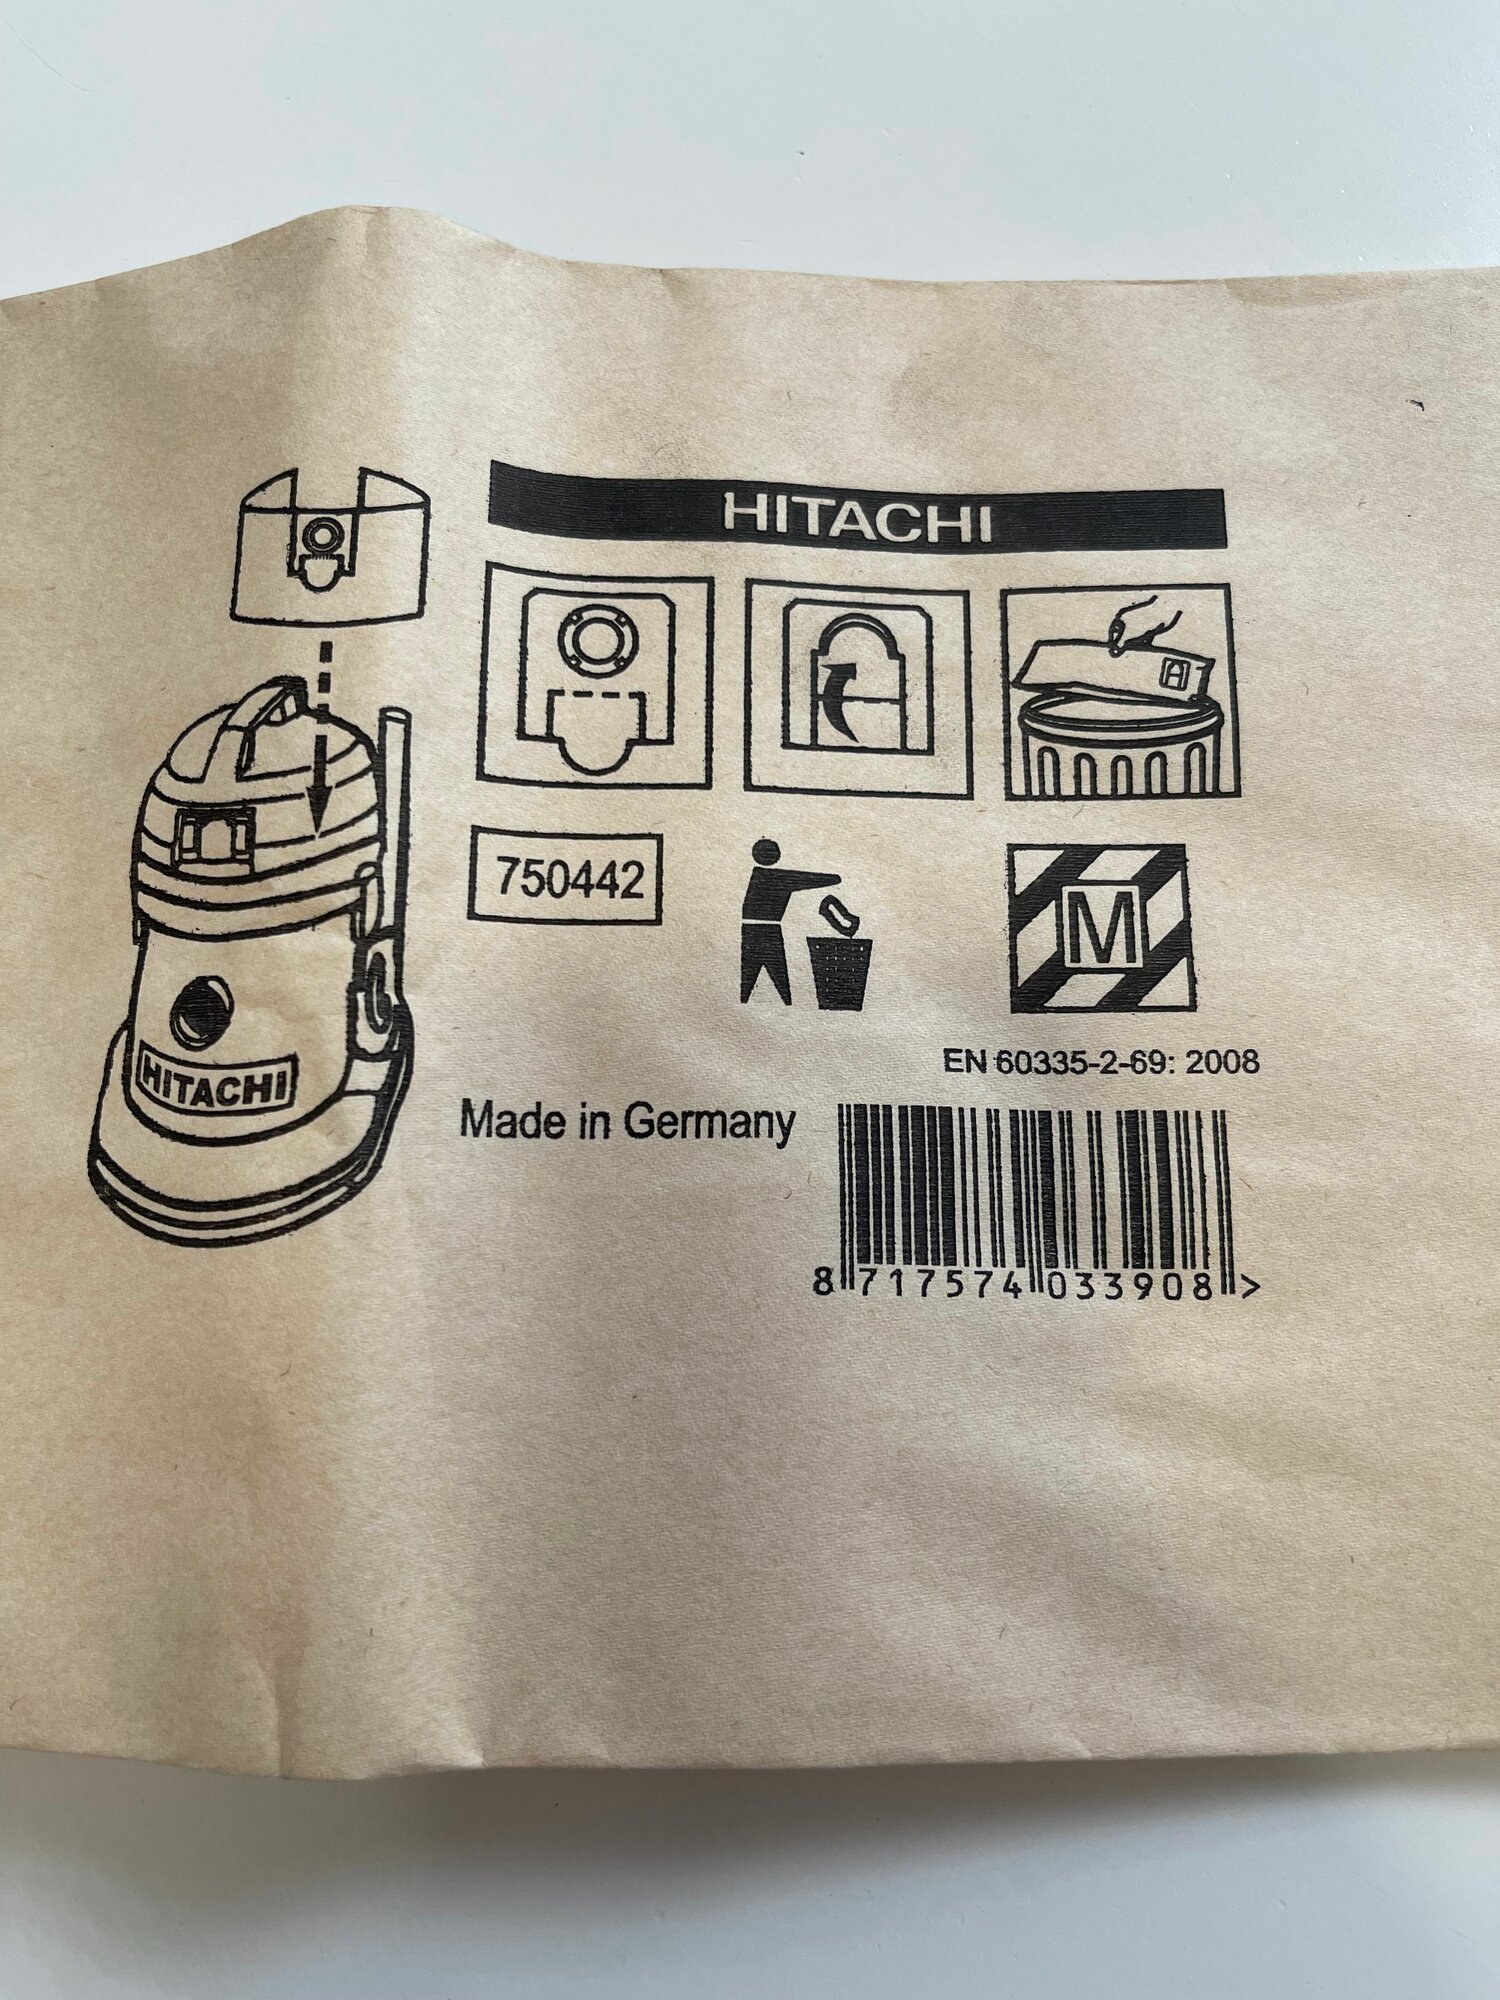 HITACHI
750442
M
EN 60335-2-69: 2008
HITACHI
Made in Germany
8 717574 033908 >